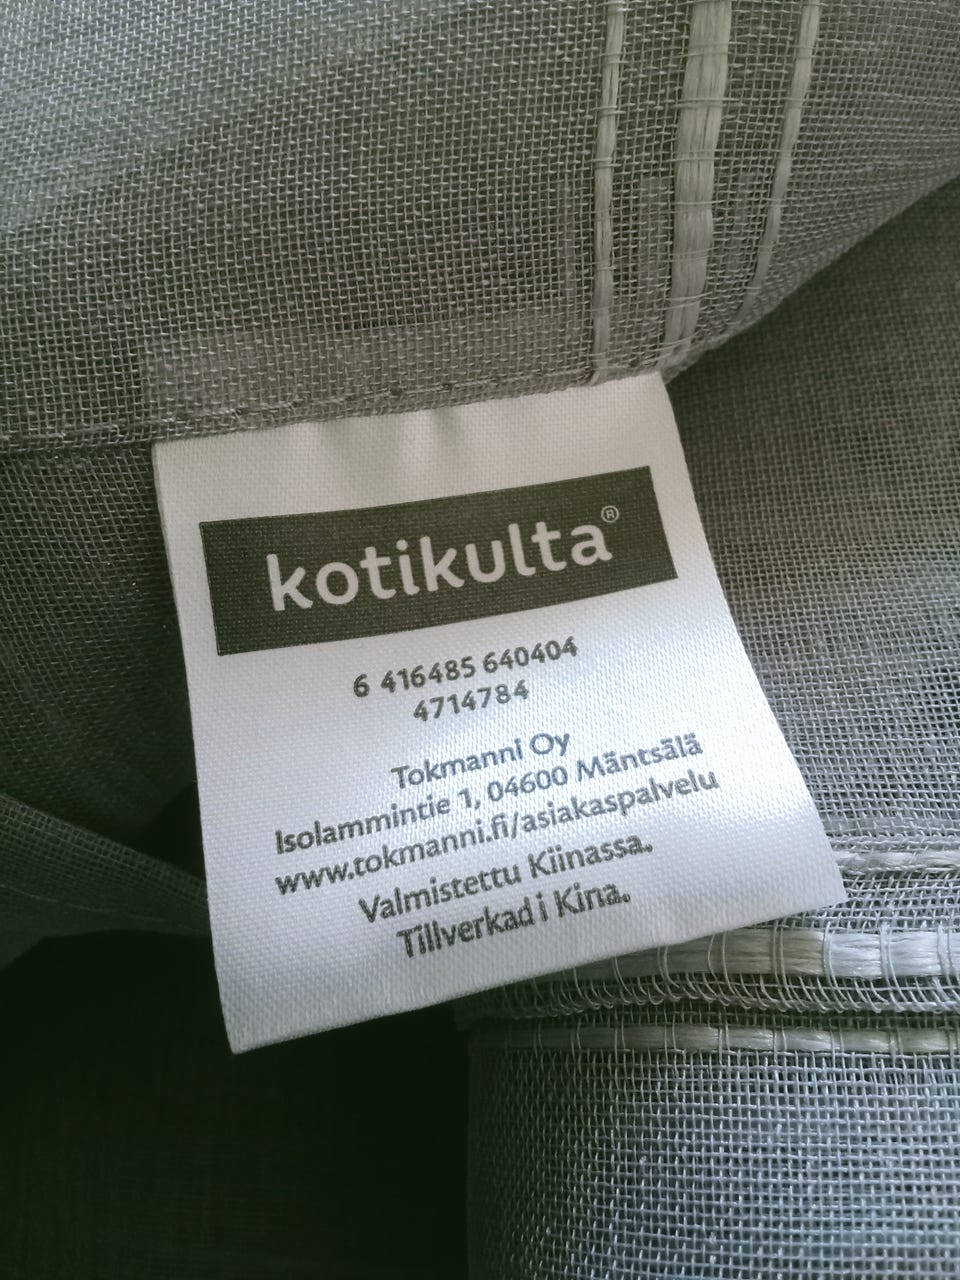 kotikulta®
6 416485 640404
4714784
Tokmanni Oy
Isolammintie 1, 04600 Mäntsälä
www.tokmanni.fi/asiakaspalvelu
Valmistettu Kiinassa.
Tillverkad i Kina.